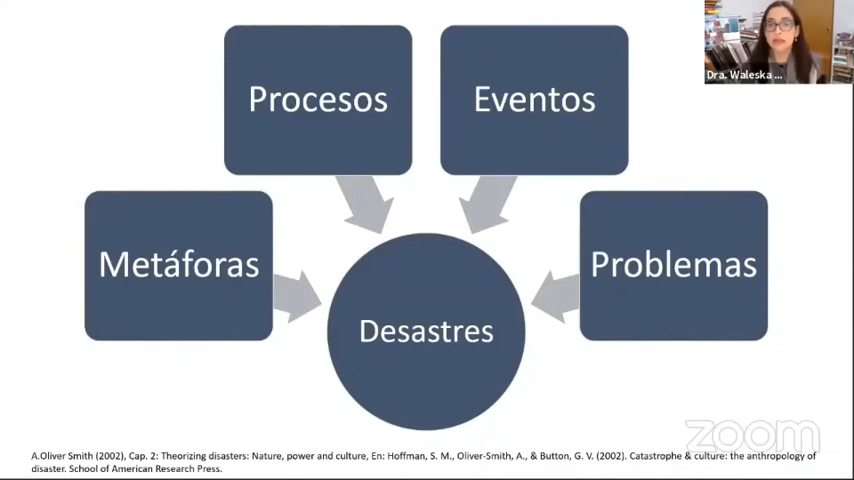 Dra. Waleska ...
Procesos
Eventos
Metáforas
Problemas
Desastres
zoom
A.Oliver Smith (2002), Cap. 2: Theorizing disasters: Nature, power and culture, En: Hoffman, S. M., Oliver-Smith, A., & Button, G. V. (2002). Catastrophe & culture: the anthropology of
disaster. School of American Research Press.